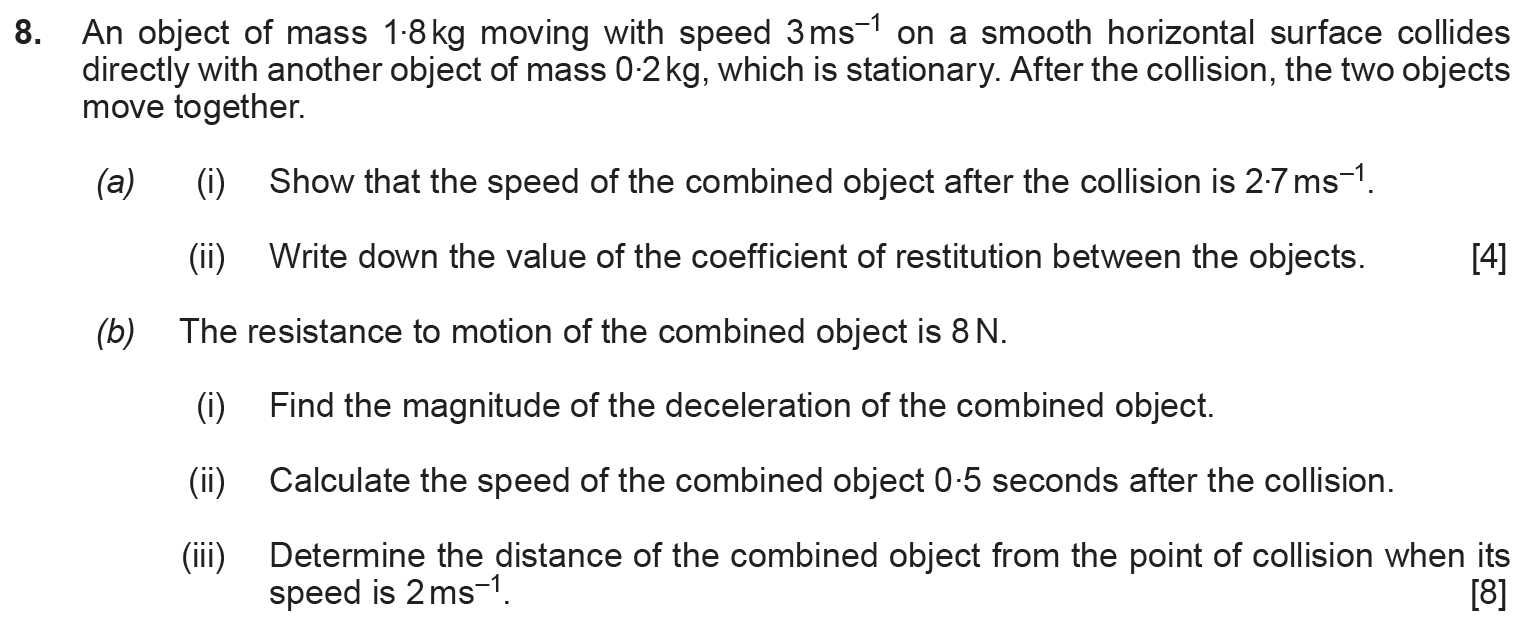 8. An object of mass 1·8 kg moving with speed 3 ms⁻¹ on a smooth horizontal surface collides
directly with another object of mass 0·2 kg, which is stationary. After the collision, the two objects
move together.
(a) (i) Show that the speed of the combined object after the collision is 2·7 ms⁻¹.
(ii) Write down the value of the coefficient of restitution between the objects. [4]
(b) The resistance to motion of the combined object is 8 N.
(i) Find the magnitude of the deceleration of the combined object.
(ii) Calculate the speed of the combined object 0·5 seconds after the collision.
(iii) Determine the distance of the combined object from the point of collision when its
speed is 2 ms⁻¹. [8]